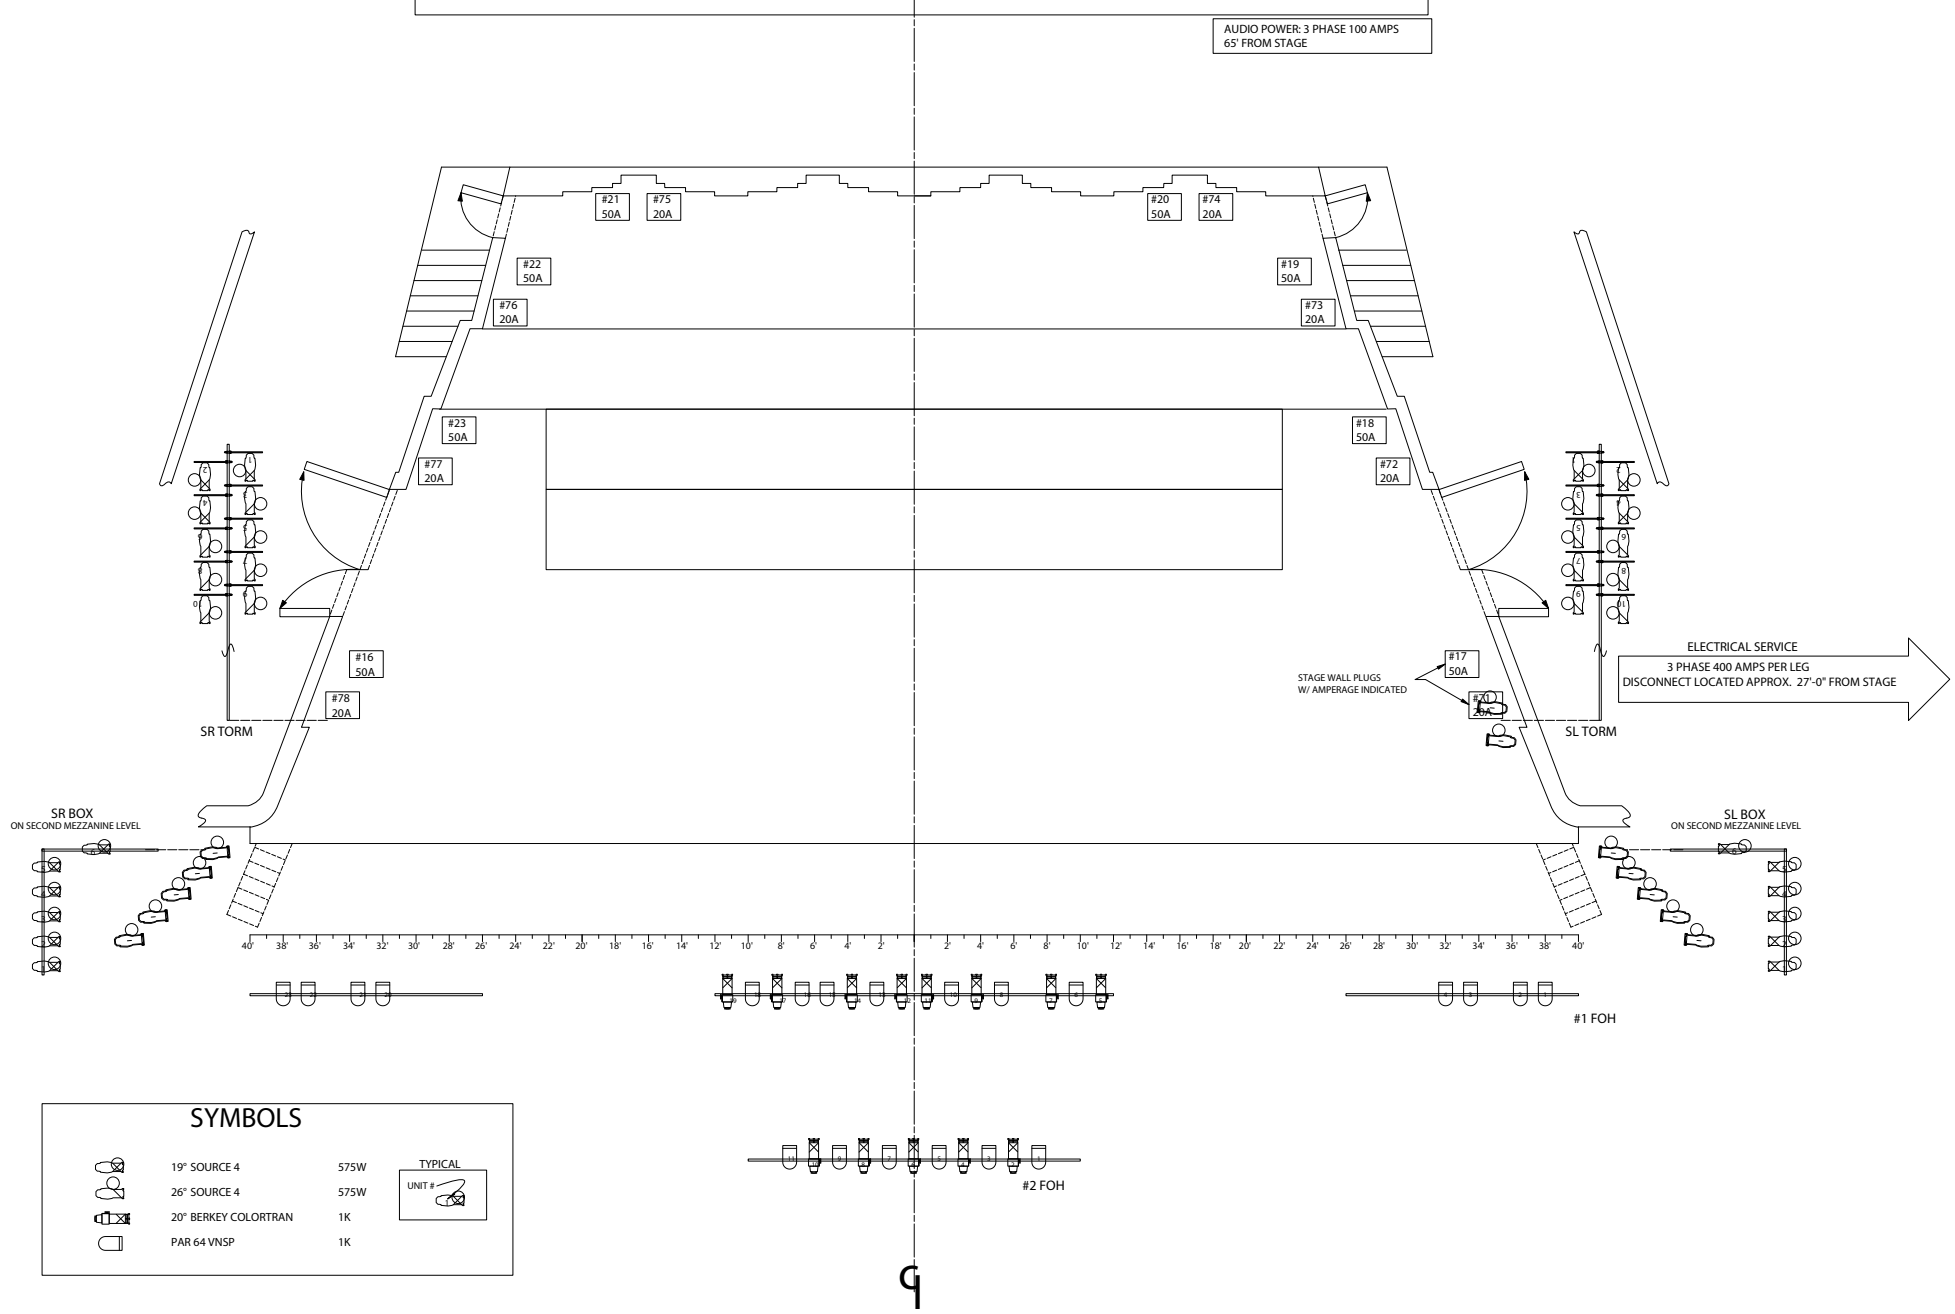 AUDIO POWER: 3 PHASE 100 AMPS
65' FROM STAGE
#21
50A
#75
20A
#20
50A
#74
20A
#22
50A
#19
50A
#76
20A
#73
20A
#23
50A
#18
50A
#77
20A
#72
20A
#16
50A
#17
50A
#78
20A
#71
20A
STAGE WALL PLUGS
W/ AMPERAGE INDICATED
ELECTRICAL SERVICE
3 PHASE 400 AMPS PER LEG
DISCONNECT LOCATED APPROX. 27'-0" FROM STAGE
SR TORM
SL TORM
SR BOX
ON SECOND MEZZANINE LEVEL
SL BOX
ON SECOND MEZZANINE LEVEL
40' 38' 36' 34' 32' 30' 28' 26' 24' 22' 20' 18' 16' 14' 12' 10' 8' 6' 4' 2' 2' 4' 6' 8' 10' 12' 14' 16' 18' 20' 22' 24' 26' 28' 30' 32' 34' 36' 38' 40'
#1 FOH
#2 FOH
SYMBOLS
19° SOURCE 4 575W
26° SOURCE 4 575W
20° BERKEY COLORTRAN 1K
PAR 64 VNSP 1K
TYPICAL
UNIT #